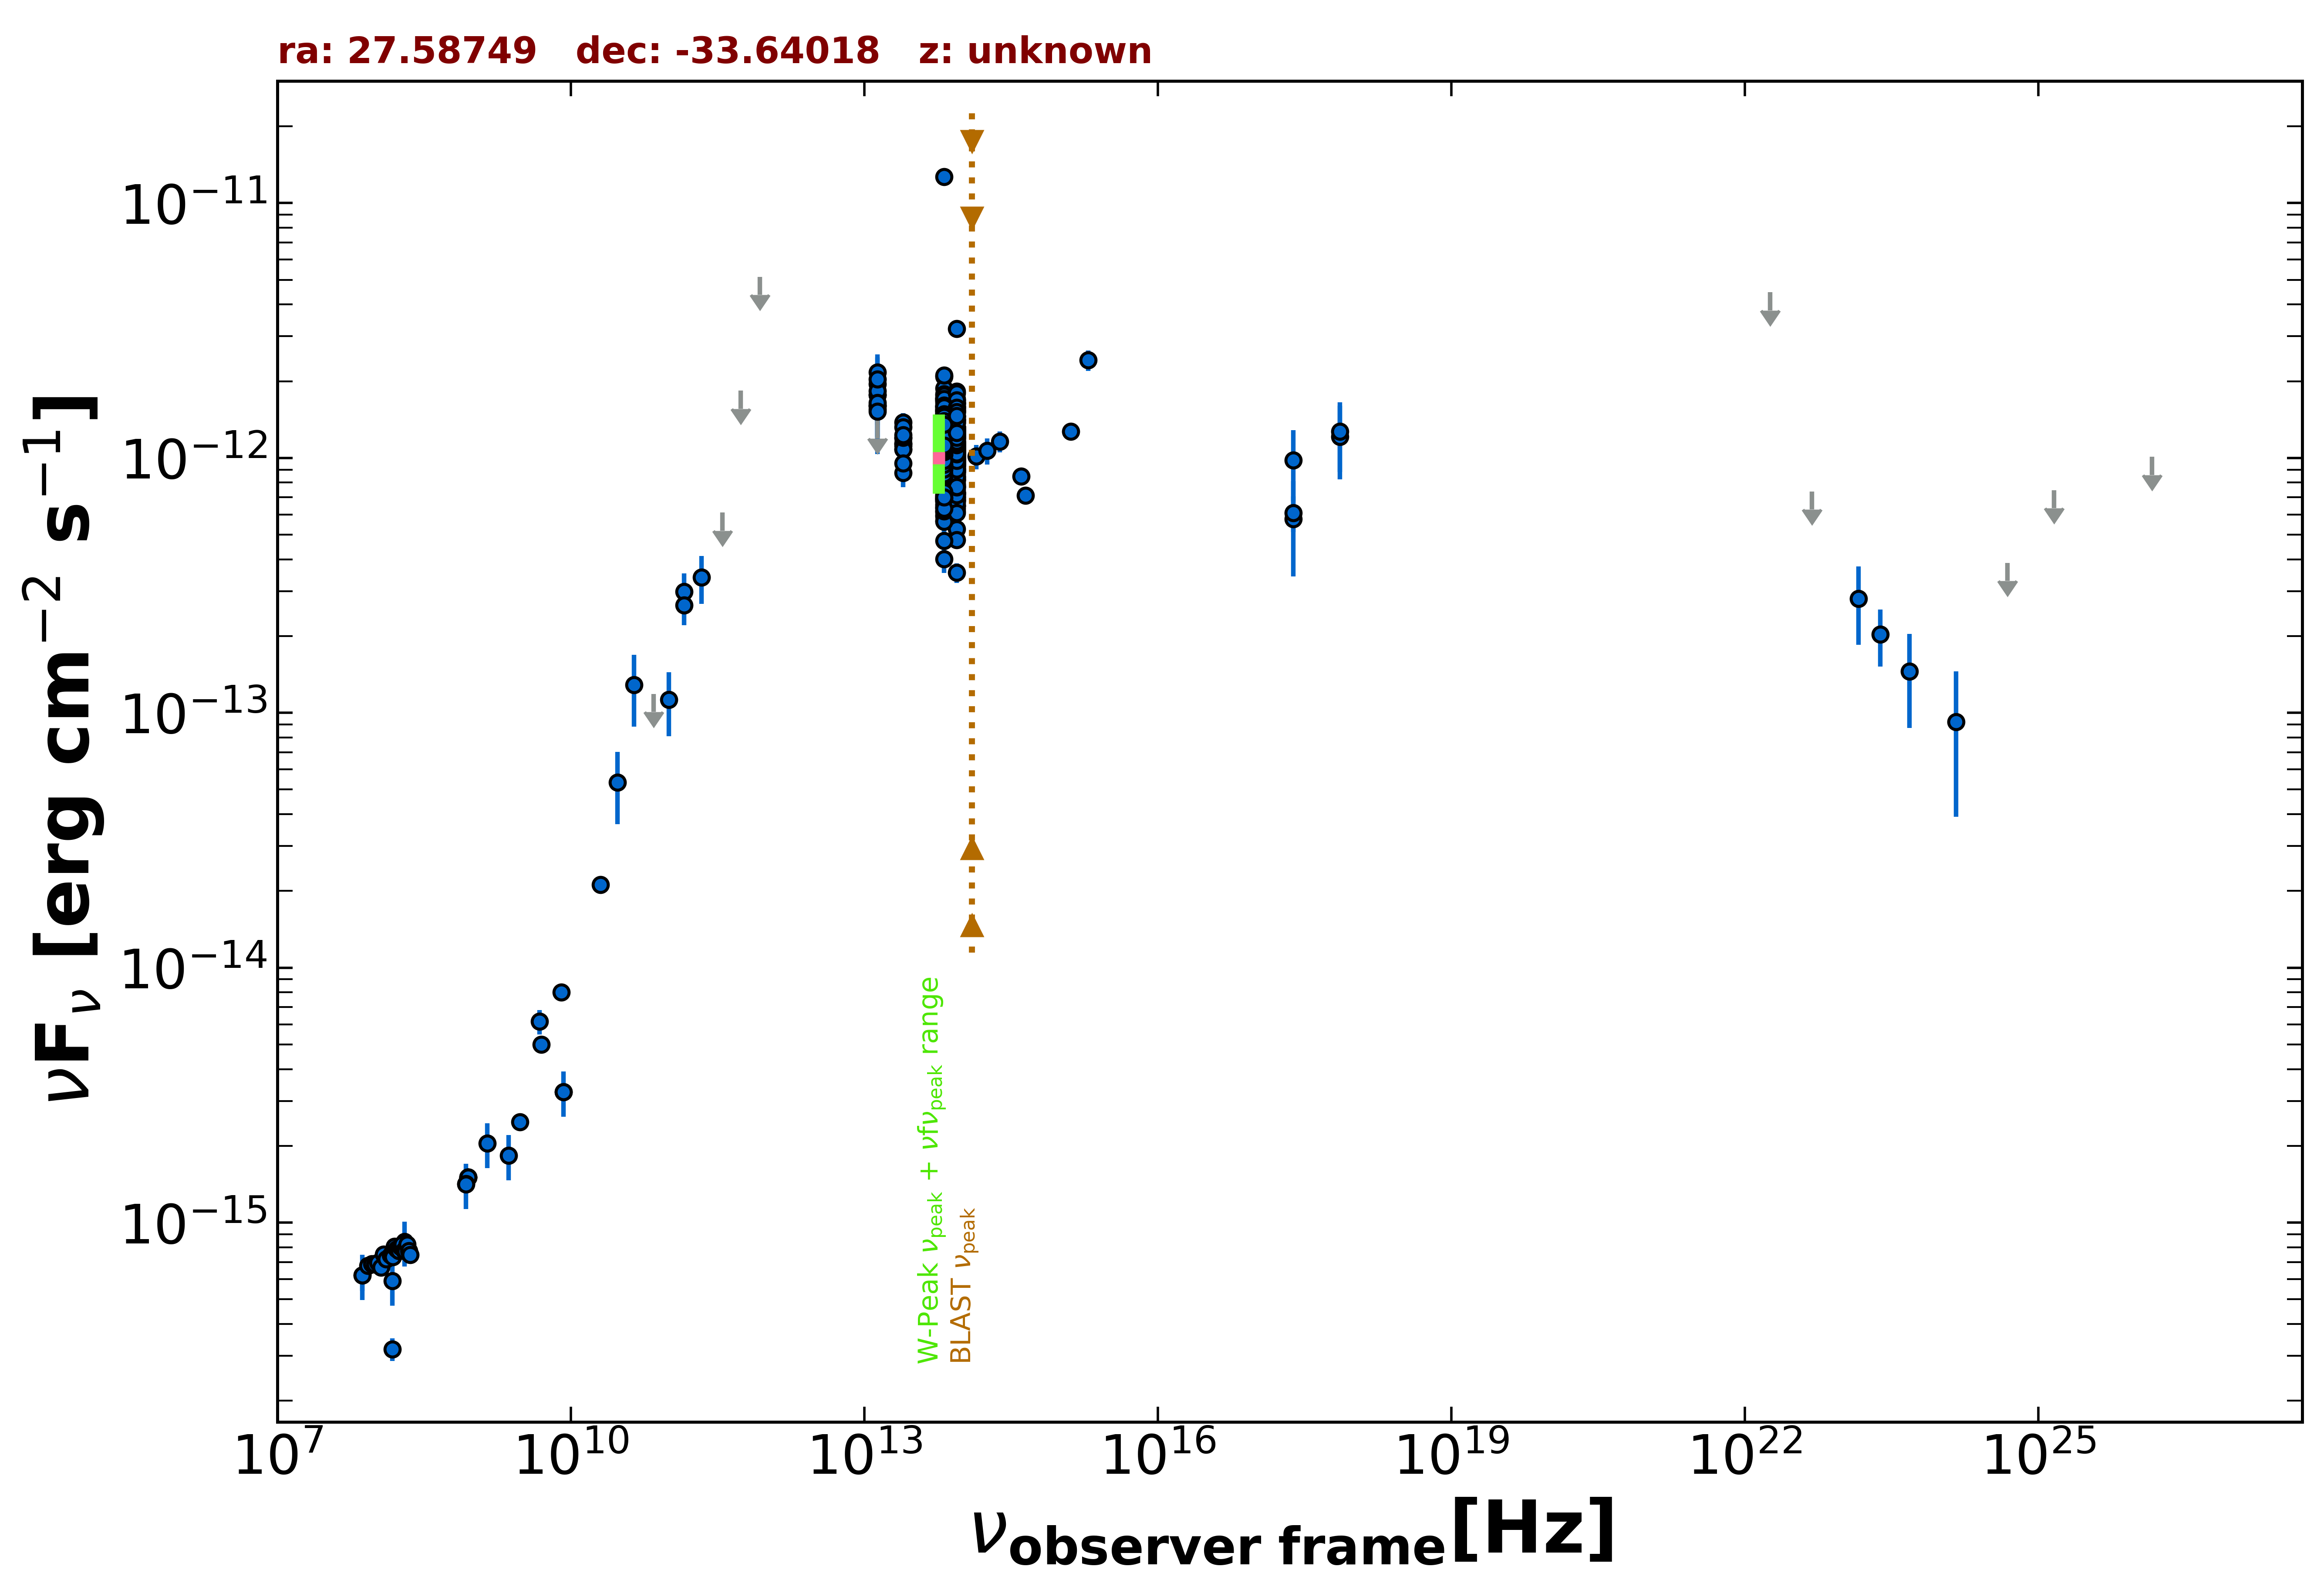 ra: 27.58749   dec: -33.64018   z: unknown
νF_ν [erg cm^−2 s^−1]
10^−11
10^−12
10^−13
10^−14
10^−15
W-Peak ν_peak + νfν_peak range
BLAST ν_peak
10^7 10^10 10^13 10^16 10^19 10^22 10^25
ν_observer frame [Hz]